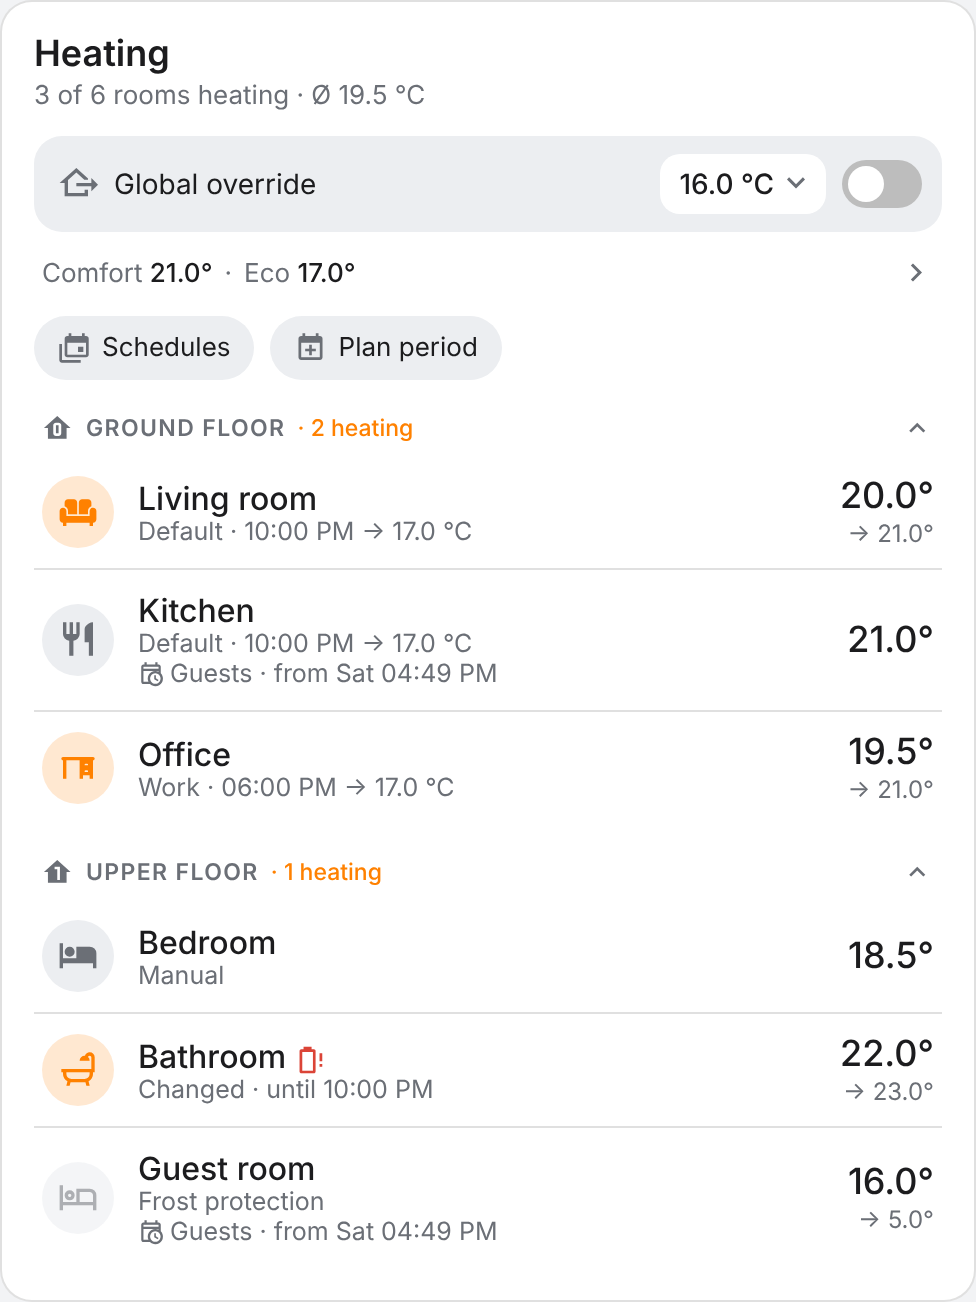 Heating
3 of 6 rooms heating · Ø 19.5 °C
Global override
16.0 °C
Comfort 21.0° · Eco 17.0°
Schedules
Plan period
0
GROUND FLOOR · 2 heating
Living room
Default · 10:00 PM → 17.0 °C
20.0°
→ 21.0°
Kitchen
Default · 10:00 PM → 17.0 °C
Guests · from Sat 04:49 PM
21.0°
Office
Work · 06:00 PM → 17.0 °C
19.5°
→ 21.0°
1
UPPER FLOOR · 1 heating
Bedroom
Manual
18.5°
Bathroom !
Changed · until 10:00 PM
22.0°
→ 23.0°
Guest room
Frost protection
Guests · from Sat 04:49 PM
16.0°
→ 5.0°